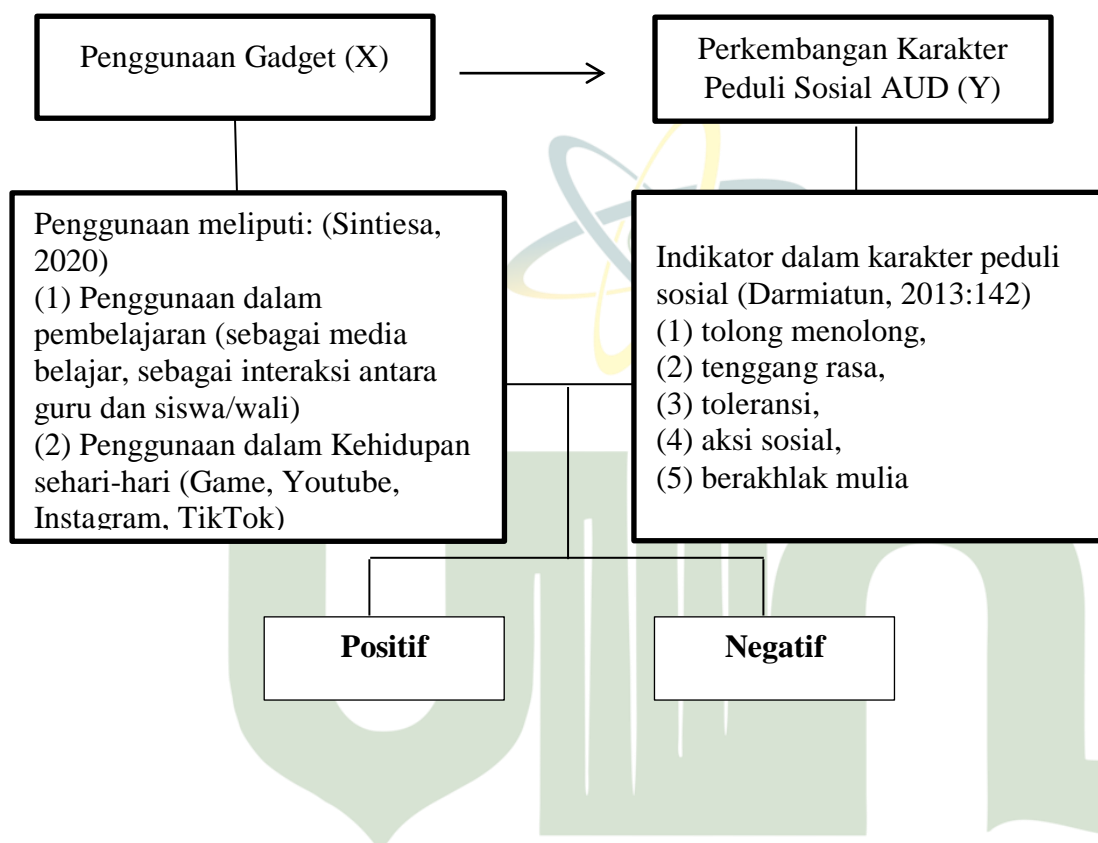 Penggunaan Gadget (X)
Perkembangan Karakter
Peduli Sosial AUD (Y)
Penggunaan meliputi: (Sintiesa,
2020)
(1) Penggunaan dalam
pembelajaran (sebagai media
belajar, sebagai interaksi antara
guru dan siswa/wali)
(2) Penggunaan dalam Kehidupan
sehari-hari (Game, Youtube,
Instagram, TikTok)
Indikator dalam karakter peduli
sosial (Darmiatun, 2013:142)
(1) tolong menolong,
(2) tenggang rasa,
(3) toleransi,
(4) aksi sosial,
(5) berakhlak mulia
Positif
Negatif